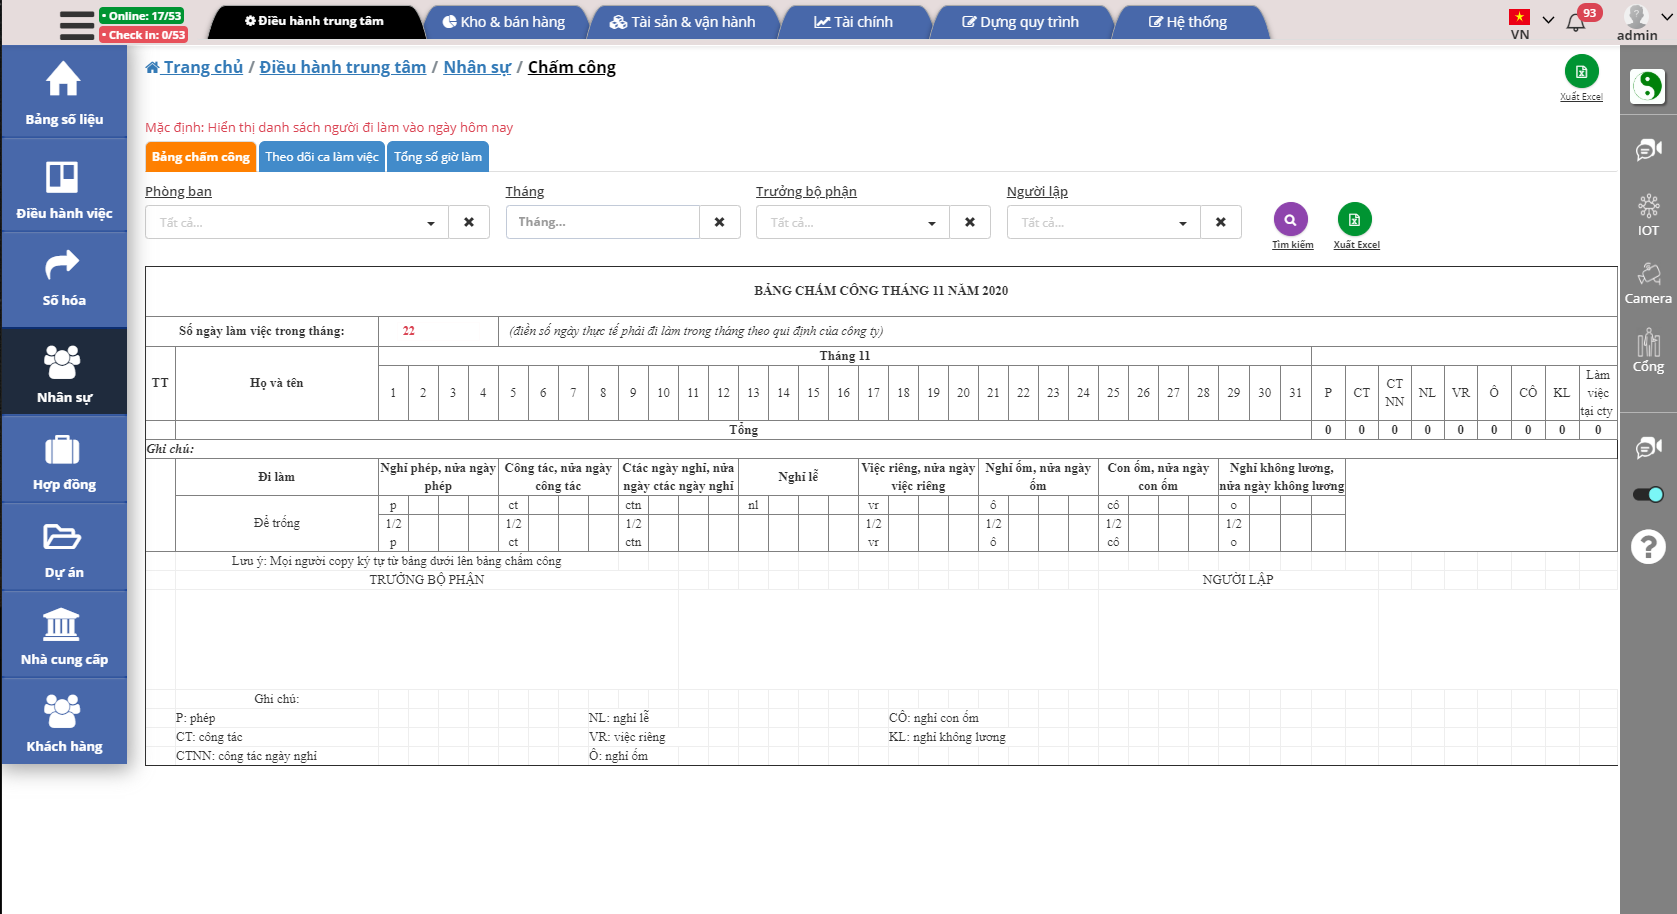 • Online: 17/53
• Check in: 0/53
Điều hành trung tâm
Kho & bán hàng
Tài sản & vận hành
Tài chính
Dựng quy trình
Hệ thống
VN
93
admin
Bảng số liệu
Điều hành việc
Số hóa
Nhân sự
Hợp đồng
Dự án
Nhà cung cấp
Khách hàng
Trang chủ / Điều hành trung tâm / Nhân sự / Chấm công
Xuất Excel
Mặc định: Hiển thị danh sách người đi làm vào ngày hôm nay
Bảng chấm công
Theo dõi ca làm việc
Tổng số giờ làm
Phòng ban
Tháng
Trưởng bộ phận
Người lập
Tất cả...
Tháng...
Tất cả...
Tất cả...
Tìm kiếm
Xuất Excel
BẢNG CHẤM CÔNG THÁNG 11 NĂM 2020
Số ngày làm việc trong tháng: 22 (điền số ngày thực tế phải đi làm trong tháng theo qui định của công ty)
TT Họ và tên Tháng 11
1 2 3 4 5 6 7 8 9 10 11 12 13 14 15 16 17 18 19 20 21 22 23 24 25 26 27 28 29 30 31 P CT CT NN NL VR Ô CÔ KL Làm việc tại cty
Tổng 0 0 0 0 0 0 0 0 0
Ghi chú:
Đi làm
Nghỉ phép, nửa ngày phép
Công tác, nửa ngày công tác
Ctác ngày nghỉ, nửa ngày ctác ngày nghỉ
Nghỉ lễ
Việc riêng, nửa ngày việc riêng
Nghỉ ốm, nửa ngày ốm
Con ốm, nửa ngày con ốm
Nghỉ không lương, nửa ngày không lương
Để trống
p ct ctn nl vr ô cô o
1/2 p 1/2 ct 1/2 ctn 1/2 vr 1/2 ô 1/2 cô 1/2 o
Lưu ý: Mọi người copy ký tự từ bảng dưới lên bảng chấm công
TRƯỞNG BỘ PHẬN
NGƯỜI LẬP
Ghi chú:
P: phép NL: nghỉ lễ CÔ: nghỉ con ốm
CT: công tác VR: việc riêng KL: nghỉ không lương
CTNN: công tác ngày nghỉ Ô: nghỉ ốm
IOT
Camera
Cổng